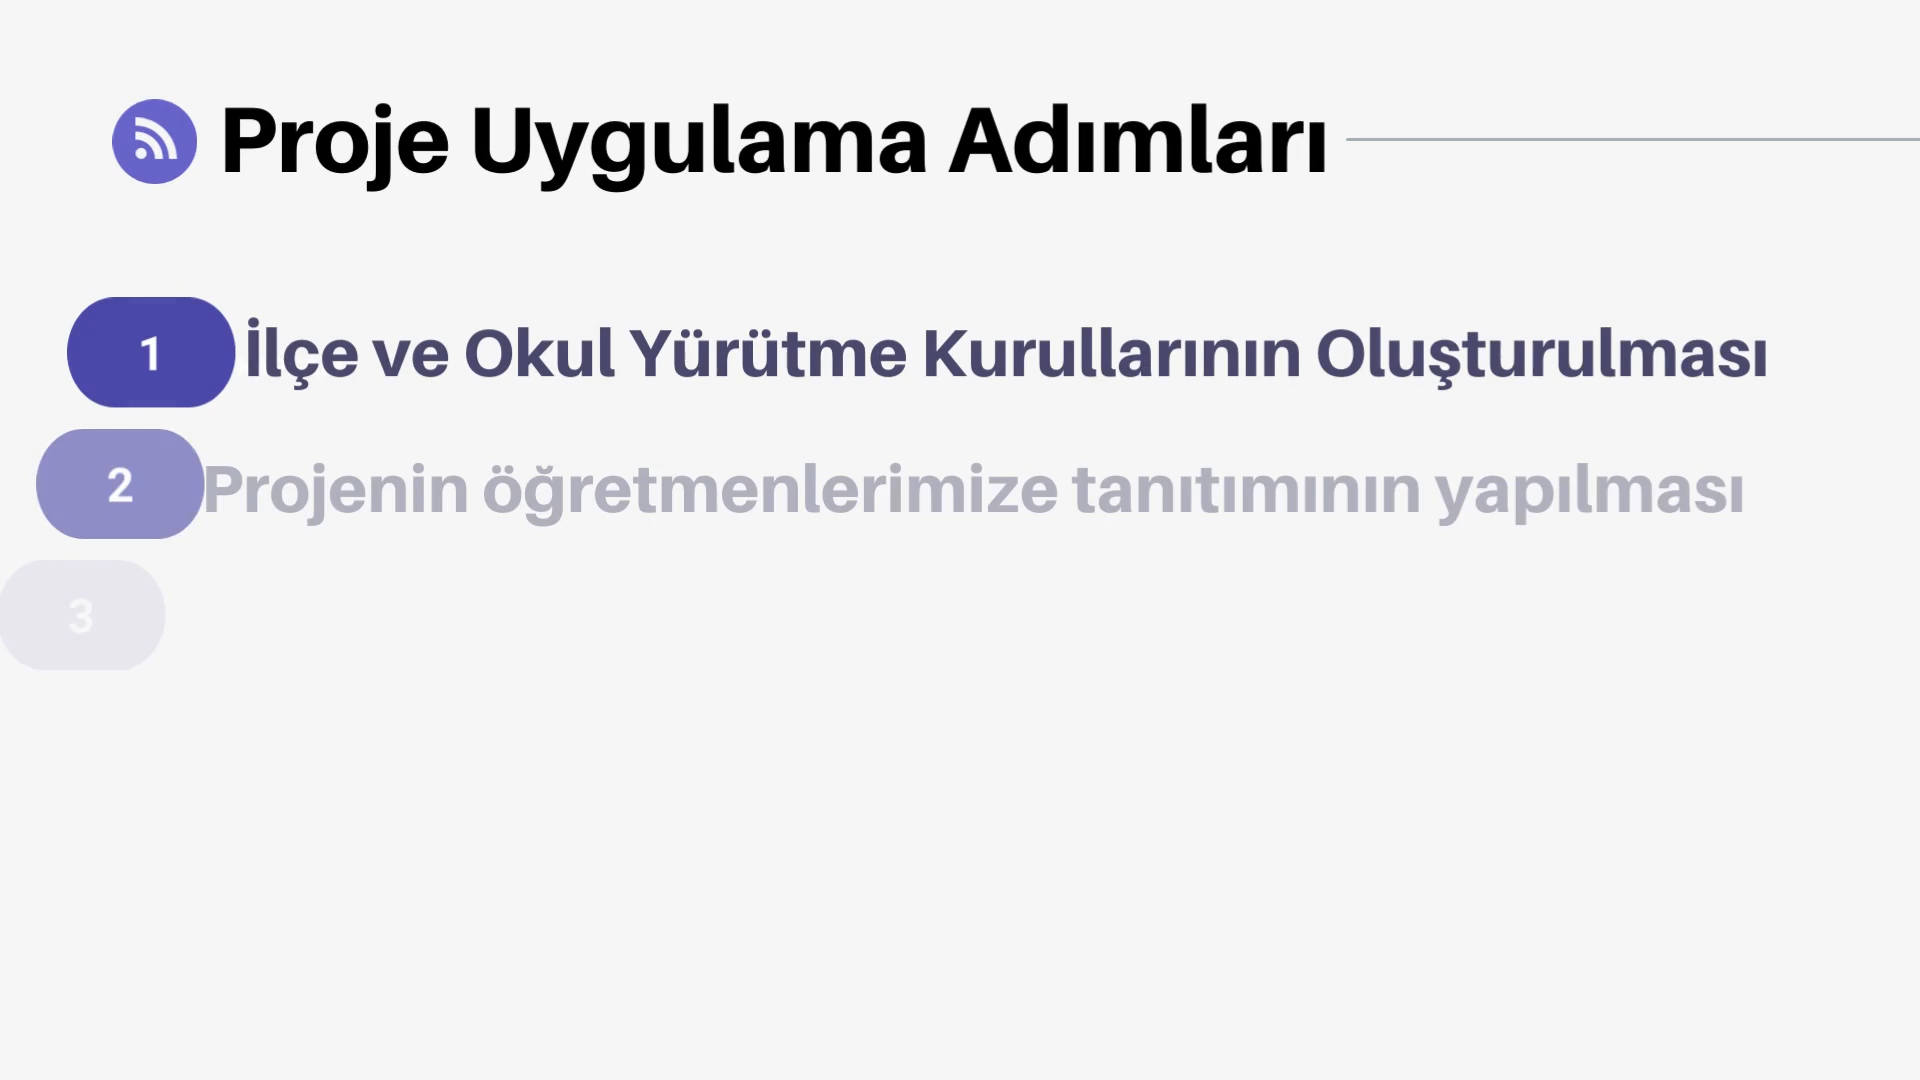 Proje Uygulama Adımları
1 İlçe ve Okul Yürütme Kurullarının Oluşturulması
2 Projenin öğretmenlerimize tanıtımının yapılması
3